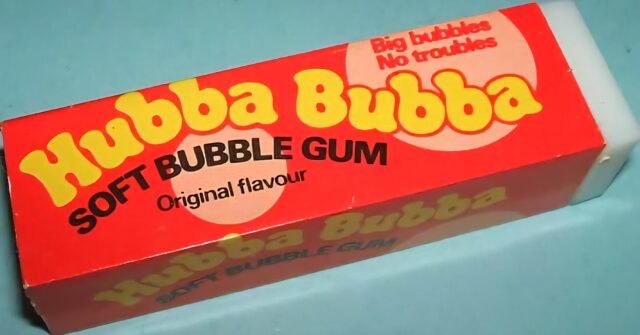 Big bubbles
No troubles
Hubba Bubba
SOFT BUBBLE GUM
Original flavour
Hubba Bubba
SOFT BUBBLE GUM